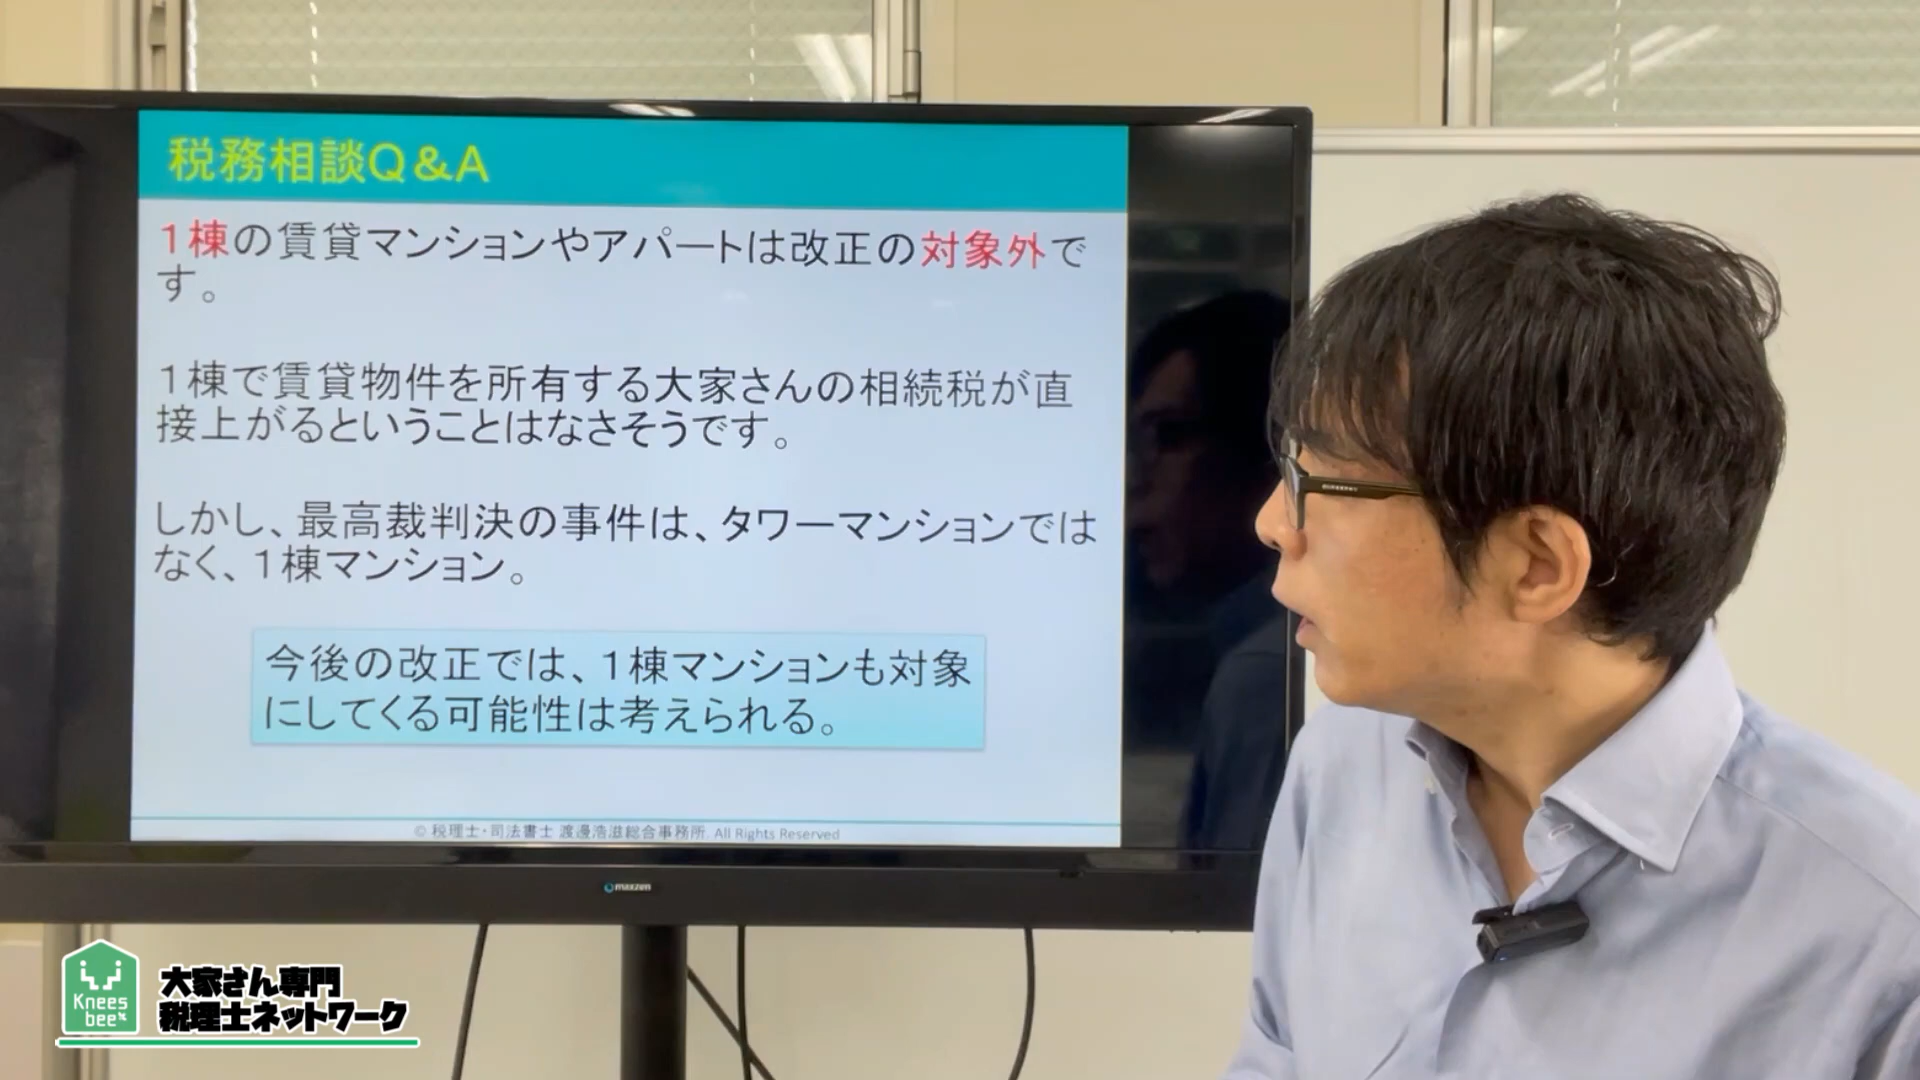 税務相談Q&A
1棟の賃貸マンションやアパートは改正の対象外で
す。
1棟で賃貸物件を所有する大家さんの相続税が直
接上がるということはなさそうです。
しかし、最高裁判決の事件は、タワーマンションでは
なく、1棟マンション。
今後の改正では、1棟マンションも対象
にしてくる可能性は考えられる。
© 税理士・司法書士 渡邊浩滋総合事務所. All Rights Reserved
maxzen
Knees
bee
大家さん専門
税理士ネットワーク